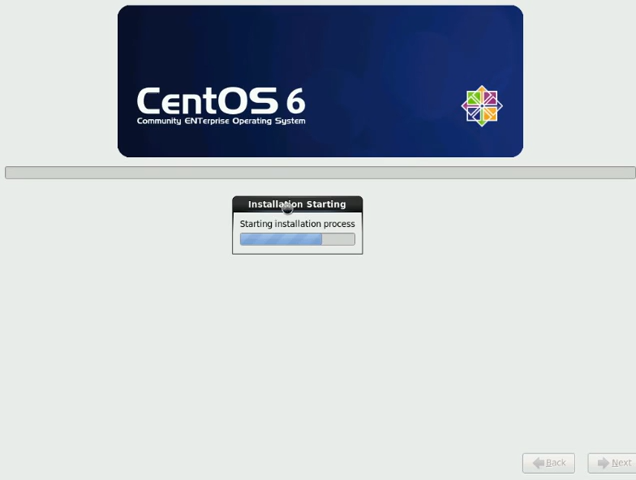 CentOS 6
Community ENTerprise Operating System
Installation Starting
Starting installation process
Back
Next